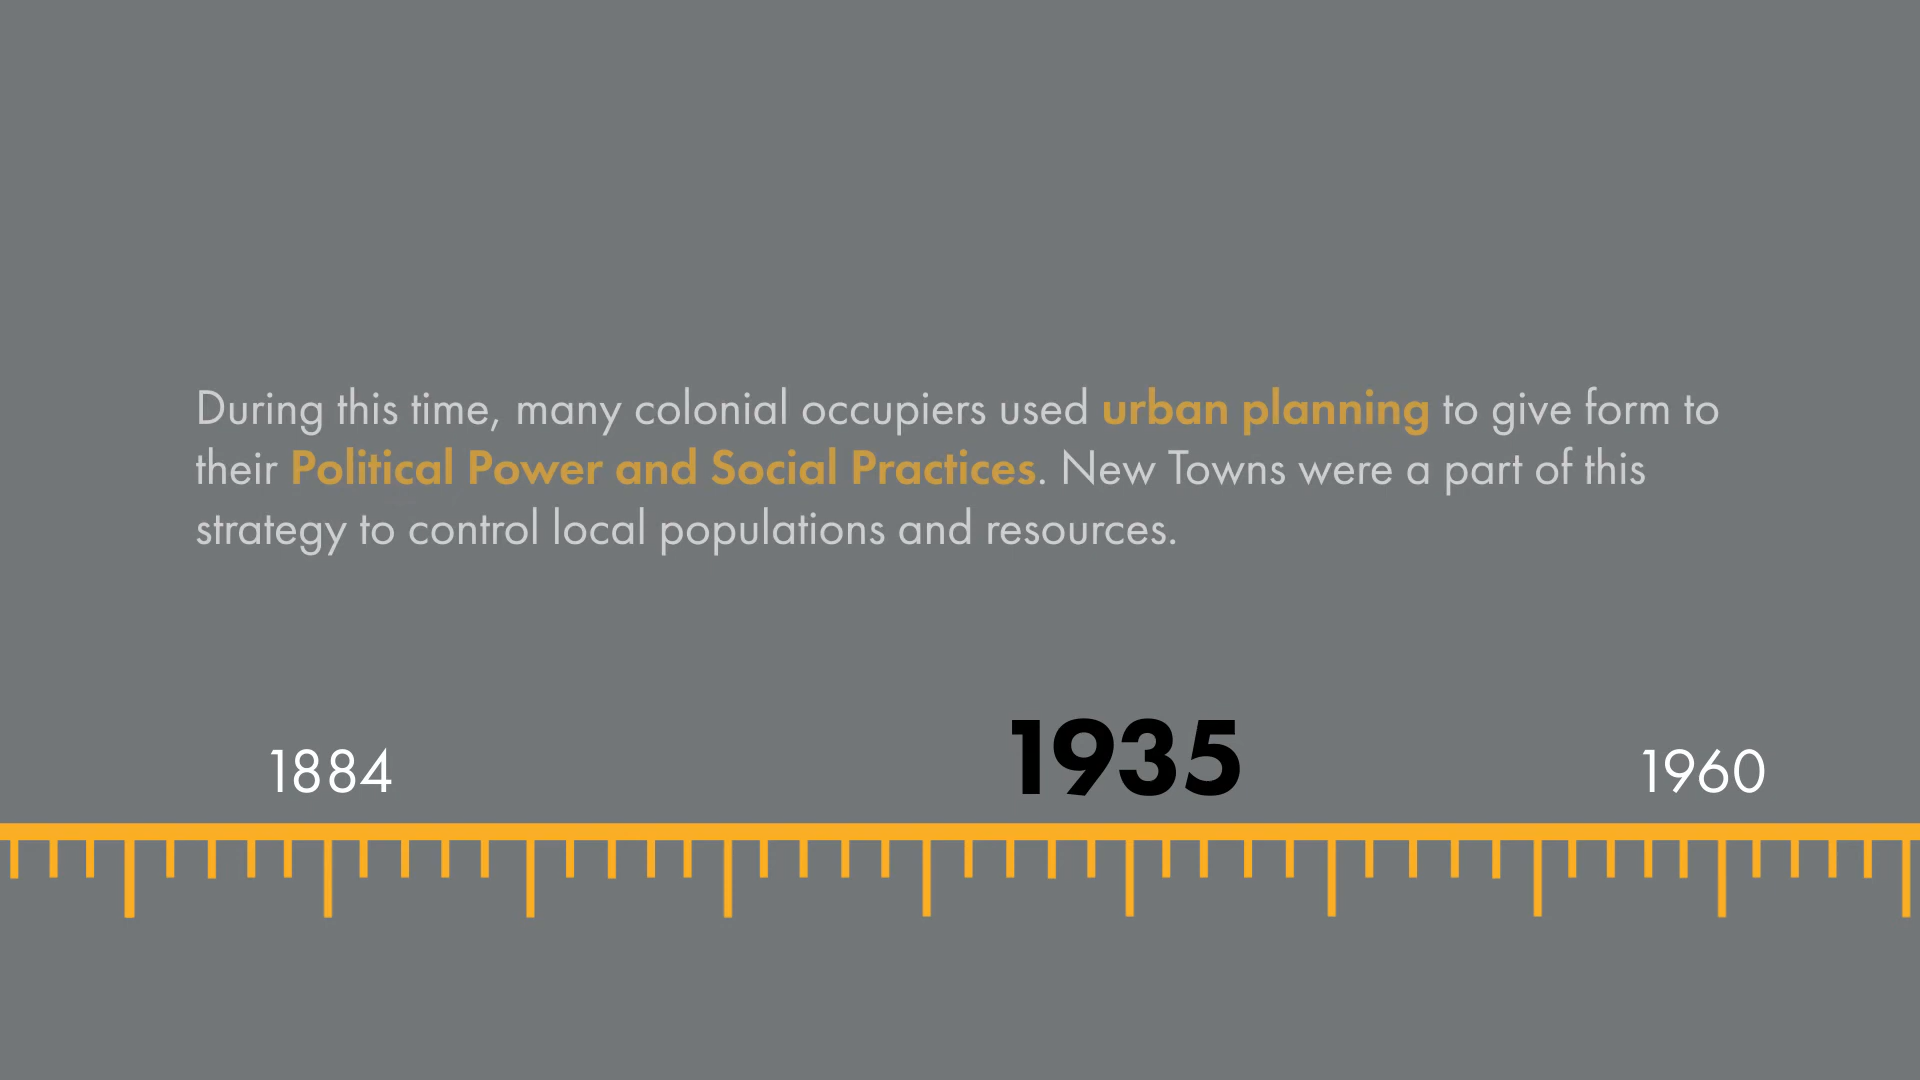 During this time, many colonial occupiers used urban planning to give form to
their Political Power and Social Practices. New Towns were a part of this
strategy to control local populations and resources.
1884 1935 1960